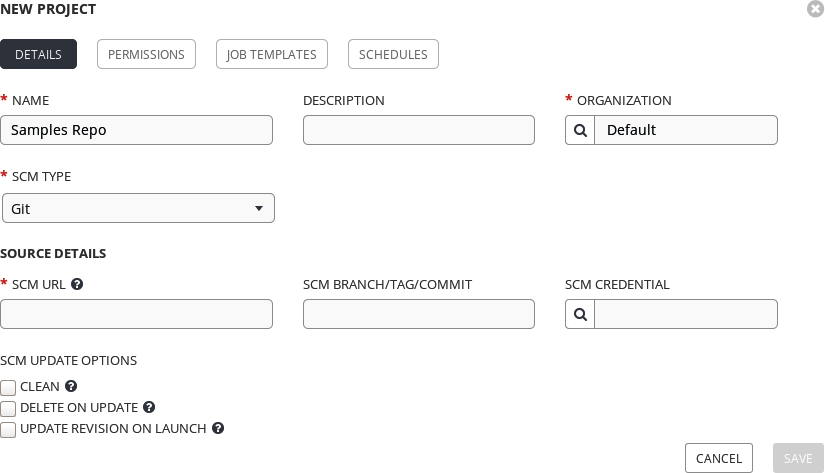 NEW PROJECT
DETAILS PERMISSIONS JOB TEMPLATES SCHEDULES
* NAME DESCRIPTION * ORGANIZATION
Samples Repo Default
* SCM TYPE
Git
SOURCE DETAILS
* SCM URL ? SCM BRANCH/TAG/COMMIT SCM CREDENTIAL
SCM UPDATE OPTIONS
CLEAN ?
DELETE ON UPDATE ?
UPDATE REVISION ON LAUNCH ?
CANCEL SAVE